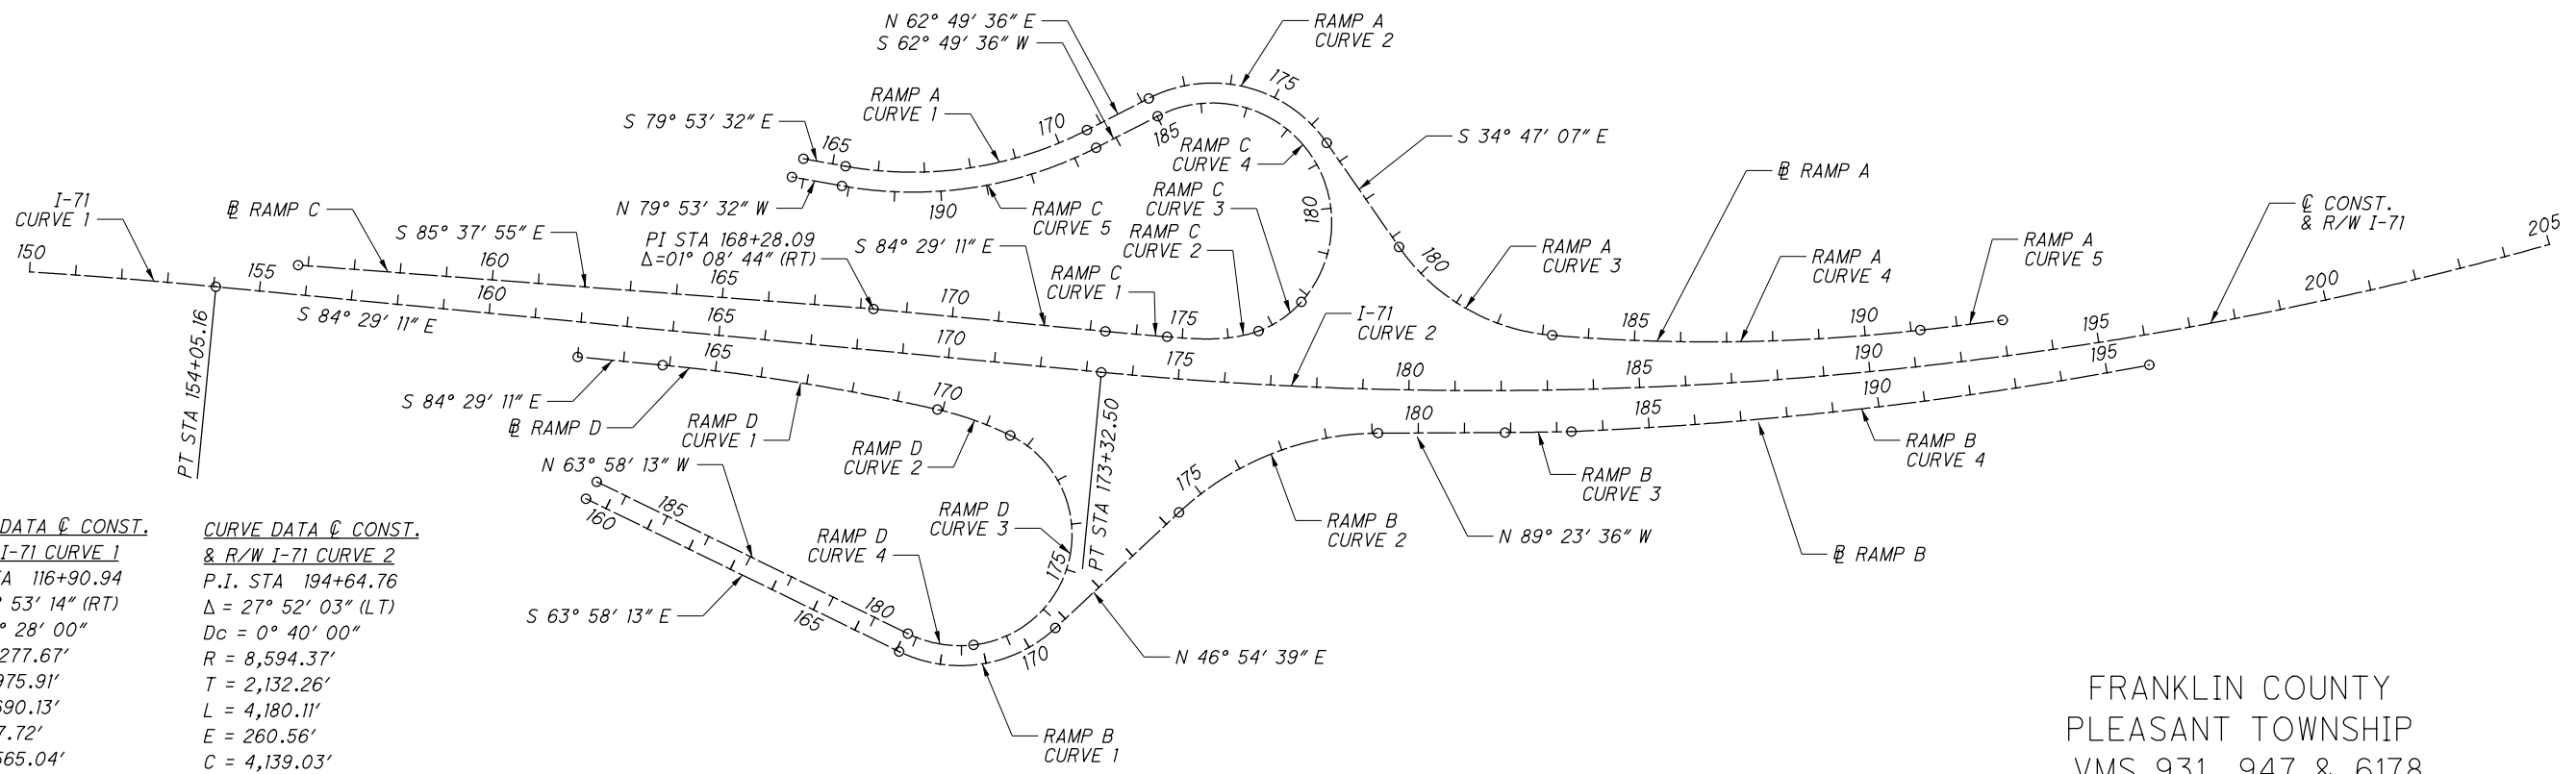 N 62° 49′ 36″ E
S 62° 49′ 36″ W
RAMP A
CURVE 2
175
RAMP A
CURVE 1
170
S 79° 53′ 32″ E
165
185
RAMP C
CURVE 4
S 34° 47′ 07″ E
I-71
CURVE 1
℄ RAMP C
N 79° 53′ 32″ W
190
RAMP C
CURVE 5
RAMP C
CURVE 3
180
RAMP C
CURVE 2
RAMP A
RAMP A
CURVE 3
180
RAMP A
CURVE 4
RAMP A
CURVE 5
℄ CONST.
& R/W I-71
205
150
155
S 85° 37′ 55″ E
160
PI STA 168+28.09
Δ=01° 08′ 44″ (RT)
165
S 84° 29′ 11″ E
170
RAMP C
CURVE 1
175
185
190
195
200
S 84° 29′ 11″ E
160
165
170
175
I-71
CURVE 2
180
185
190
195
PT STA 154+05.16
S 84° 29′ 11″ E
165
RAMP D
RAMP D
CURVE 1
170
RAMP D
CURVE 2
PT STA 173+32.50
180
185
190
RAMP B
CURVE 4
RAMP B
CURVE 3
RAMP B
N 89° 23′ 36″ W
RAMP B
CURVE 2
175
N 63° 58′ 13″ W
185
160
RAMP D
CURVE 3
175
RAMP D
CURVE 4
180
165
S 63° 58′ 13″ E
170
N 46° 54′ 39″ E
RAMP B
CURVE 1
DATA ℄ CONST.
I-71 CURVE 1
116+90.94
53′ 14″ (RT)
° 28′ 00″
277.67′
975.91′
690.13′
7.72′
565.04′
CURVE DATA ℄ CONST.
& R/W I-71 CURVE 2
P.I. STA 194+64.76
Δ = 27° 52′ 03″ (LT)
Dc = 0° 40′ 00″
R = 8,594.37′
T = 2,132.26′
L = 4,180.11′
E = 260.56′
C = 4,139.03′
FRANKLIN COUNTY
PLEASANT TOWNSHIP
VMS 931, 947 & 6178